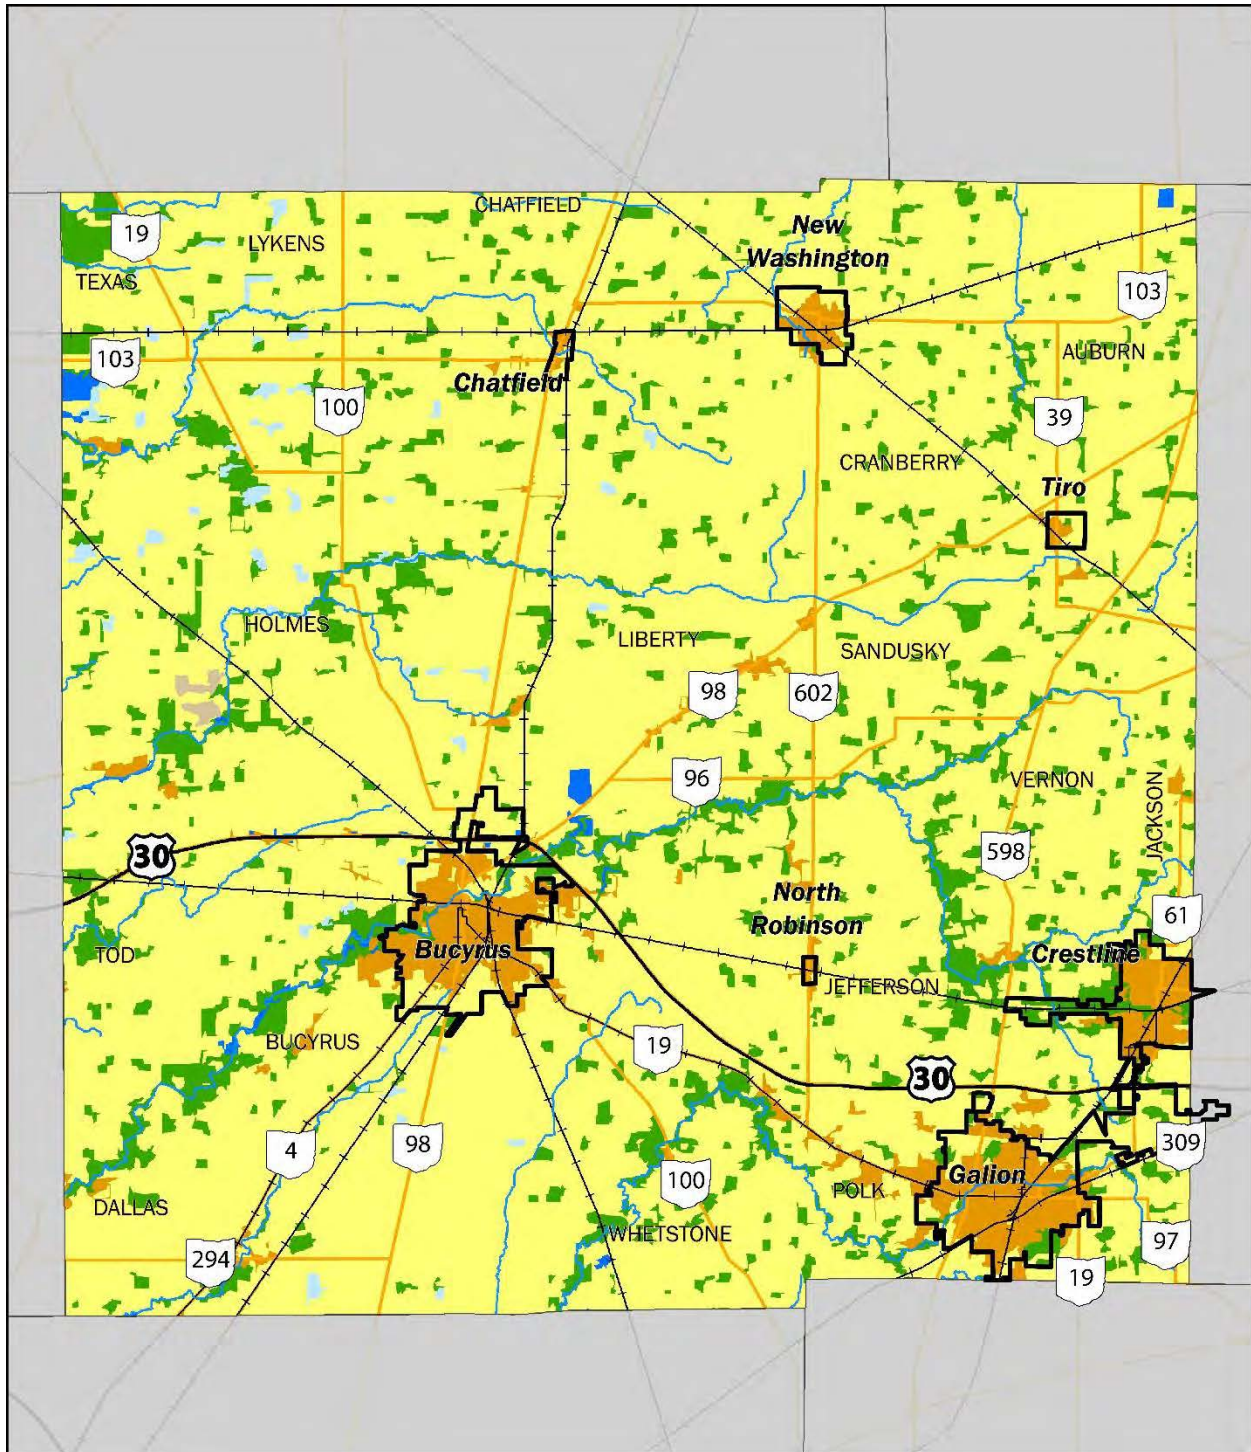 CHATFIELD
New
Washington
19
LYKENS
TEXAS
103
AUBURN
103
Chatfield
100
39
CRANBERRY
Tiro
HOLMES
LIBERTY
SANDUSKY
98
602
96
VERNON
JACKSON
30
598
North
Robinson
61
TOD
Bucyrus
Crestline
JEFFERSON
BUCYRUS
19
30
4
98
309
100
Galion
POLK
DALLAS
WHETSTONE
97
294
19